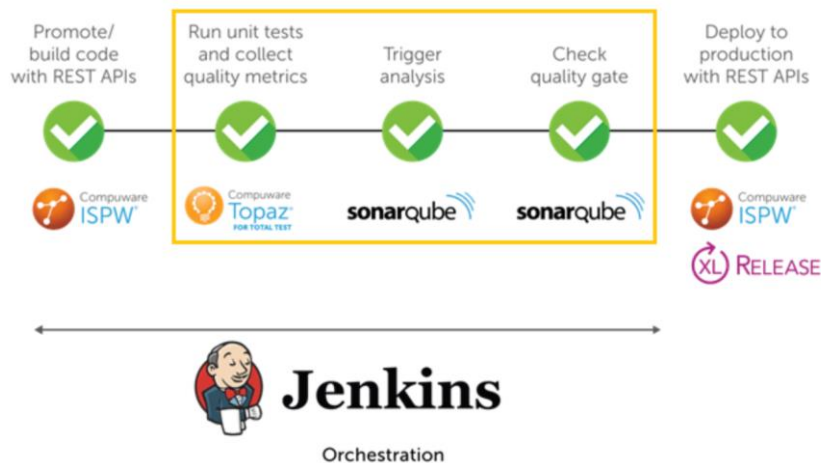 Promote/
build code
with REST APIs
Run unit tests
and collect
quality metrics
Trigger
analysis
Check
quality gate
Deploy to
production
with REST APIs
Compuware
ISPW
Compuware
Topaz
FOR TOTAL TEST
sonarqube
sonarqube
Compuware
ISPW
XL RELEASE
Jenkins
Orchestration